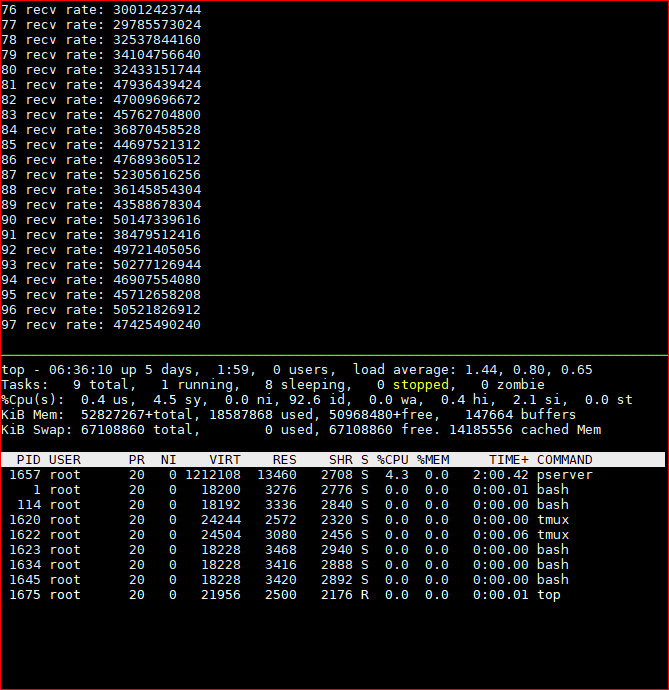 76 recv rate: 30012423744
77 recv rate: 29785573024
78 recv rate: 32537844160
79 recv rate: 34104756640
80 recv rate: 32433151744
81 recv rate: 47936439424
82 recv rate: 47009696672
83 recv rate: 45762704800
84 recv rate: 36870458528
85 recv rate: 44697521312
86 recv rate: 47689360512
87 recv rate: 52305616256
88 recv rate: 36145854304
89 recv rate: 43588678304
90 recv rate: 50147339616
91 recv rate: 38479512416
92 recv rate: 49721405056
93 recv rate: 50277126944
94 recv rate: 46907554080
95 recv rate: 45712658208
96 recv rate: 50521826912
97 recv rate: 47425490240
top - 06:36:10 up 5 days,  1:59,  0 users,  load average: 1.44, 0.80, 0.65
Tasks:   9 total,   1 running,   8 sleeping,   0 stopped,   0 zombie
%Cpu(s):  0.4 us,  4.5 sy,  0.0 ni, 92.6 id,  0.0 wa,  0.4 hi,  2.1 si,  0.0 st
KiB Mem:  52827267+total, 18587868 used, 50968480+free,   147664 buffers
KiB Swap: 67108860 total,        0 used, 67108860 free. 14185556 cached Mem
  PID USER      PR  NI    VIRT    RES    SHR S %CPU %MEM     TIME+ COMMAND
 1657 root      20   0 1212108  13460   2708 S  4.3  0.0   2:00.42 pserver
    1 root      20   0   18200   3276   2776 S  0.0  0.0   0:00.01 bash
  114 root      20   0   18192   3336   2840 S  0.0  0.0   0:00.00 bash
 1620 root      20   0   24244   2572   2320 S  0.0  0.0   0:00.00 tmux
 1622 root      20   0   24504   3080   2456 S  0.0  0.0   0:00.06 tmux
 1623 root      20   0   18228   3468   2940 S  0.0  0.0   0:00.00 bash
 1634 root      20   0   18228   3416   2888 S  0.0  0.0   0:00.00 bash
 1645 root      20   0   18228   3420   2892 S  0.0  0.0   0:00.00 bash
 1675 root      20   0   21956   2500   2176 R  0.0  0.0   0:00.01 top